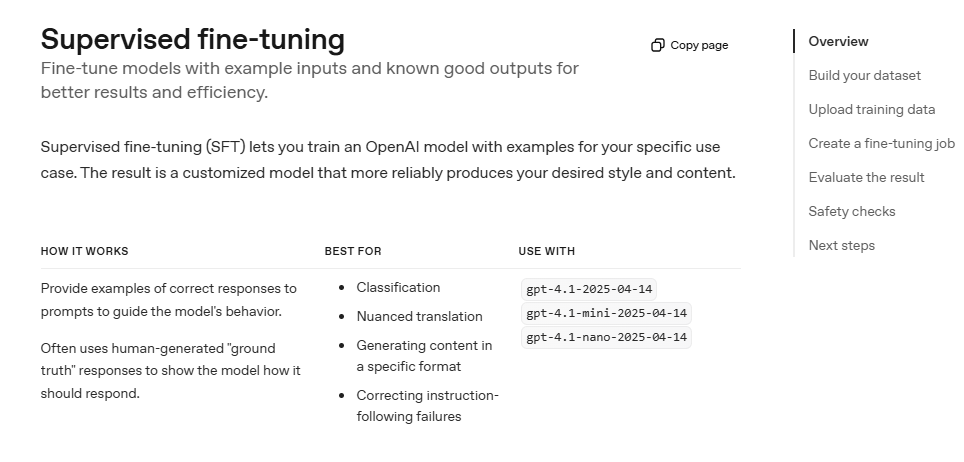 Supervised fine-tuning
Copy page
Fine-tune models with example inputs and known good outputs for
better results and efficiency.
Supervised fine-tuning (SFT) lets you train an OpenAI model with examples for your specific use
case. The result is a customized model that more reliably produces your desired style and content.
HOW IT WORKS
Provide examples of correct responses to
prompts to guide the model's behavior.
Often uses human-generated "ground
truth" responses to show the model how it
should respond.
BEST FOR
• Classification
• Nuanced translation
• Generating content in
a specific format
• Correcting instruction-
following failures
USE WITH
gpt-4.1-2025-04-14
gpt-4.1-mini-2025-04-14
gpt-4.1-nano-2025-04-14
Overview
Build your dataset
Upload training data
Create a fine-tuning job
Evaluate the result
Safety checks
Next steps